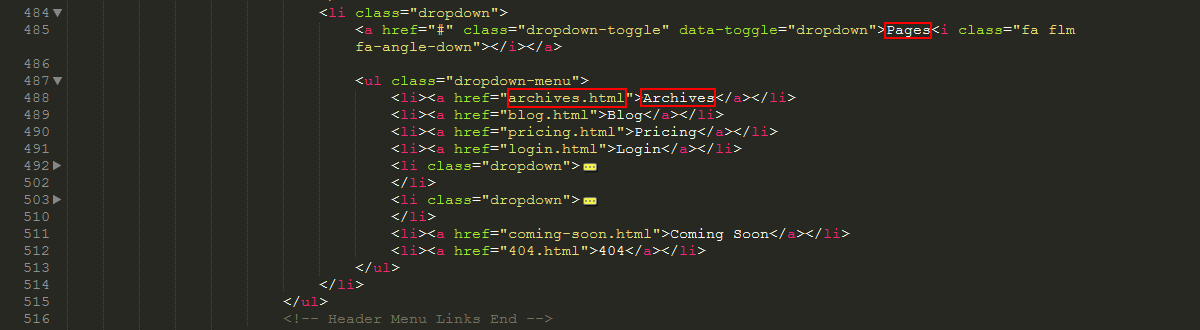 484 <li class="dropdown">
485 <a href="#" class="dropdown-toggle" data-toggle="dropdown">Pages<i class="fa flm
fa-angle-down"></i></a>
486
487 <ul class="dropdown-menu">
488 <li><a href="archives.html">Archives</a></li>
489 <li><a href="blog.html">Blog</a></li>
490 <li><a href="pricing.html">Pricing</a></li>
491 <li><a href="login.html">Login</a></li>
492 <li class="dropdown">
502 </li>
503 <li class="dropdown">
510 </li>
511 <li><a href="coming-soon.html">Coming Soon</a></li>
512 <li><a href="404.html">404</a></li>
513 </ul>
514 </li>
515 </ul>
516 <!-- Header Menu Links End -->